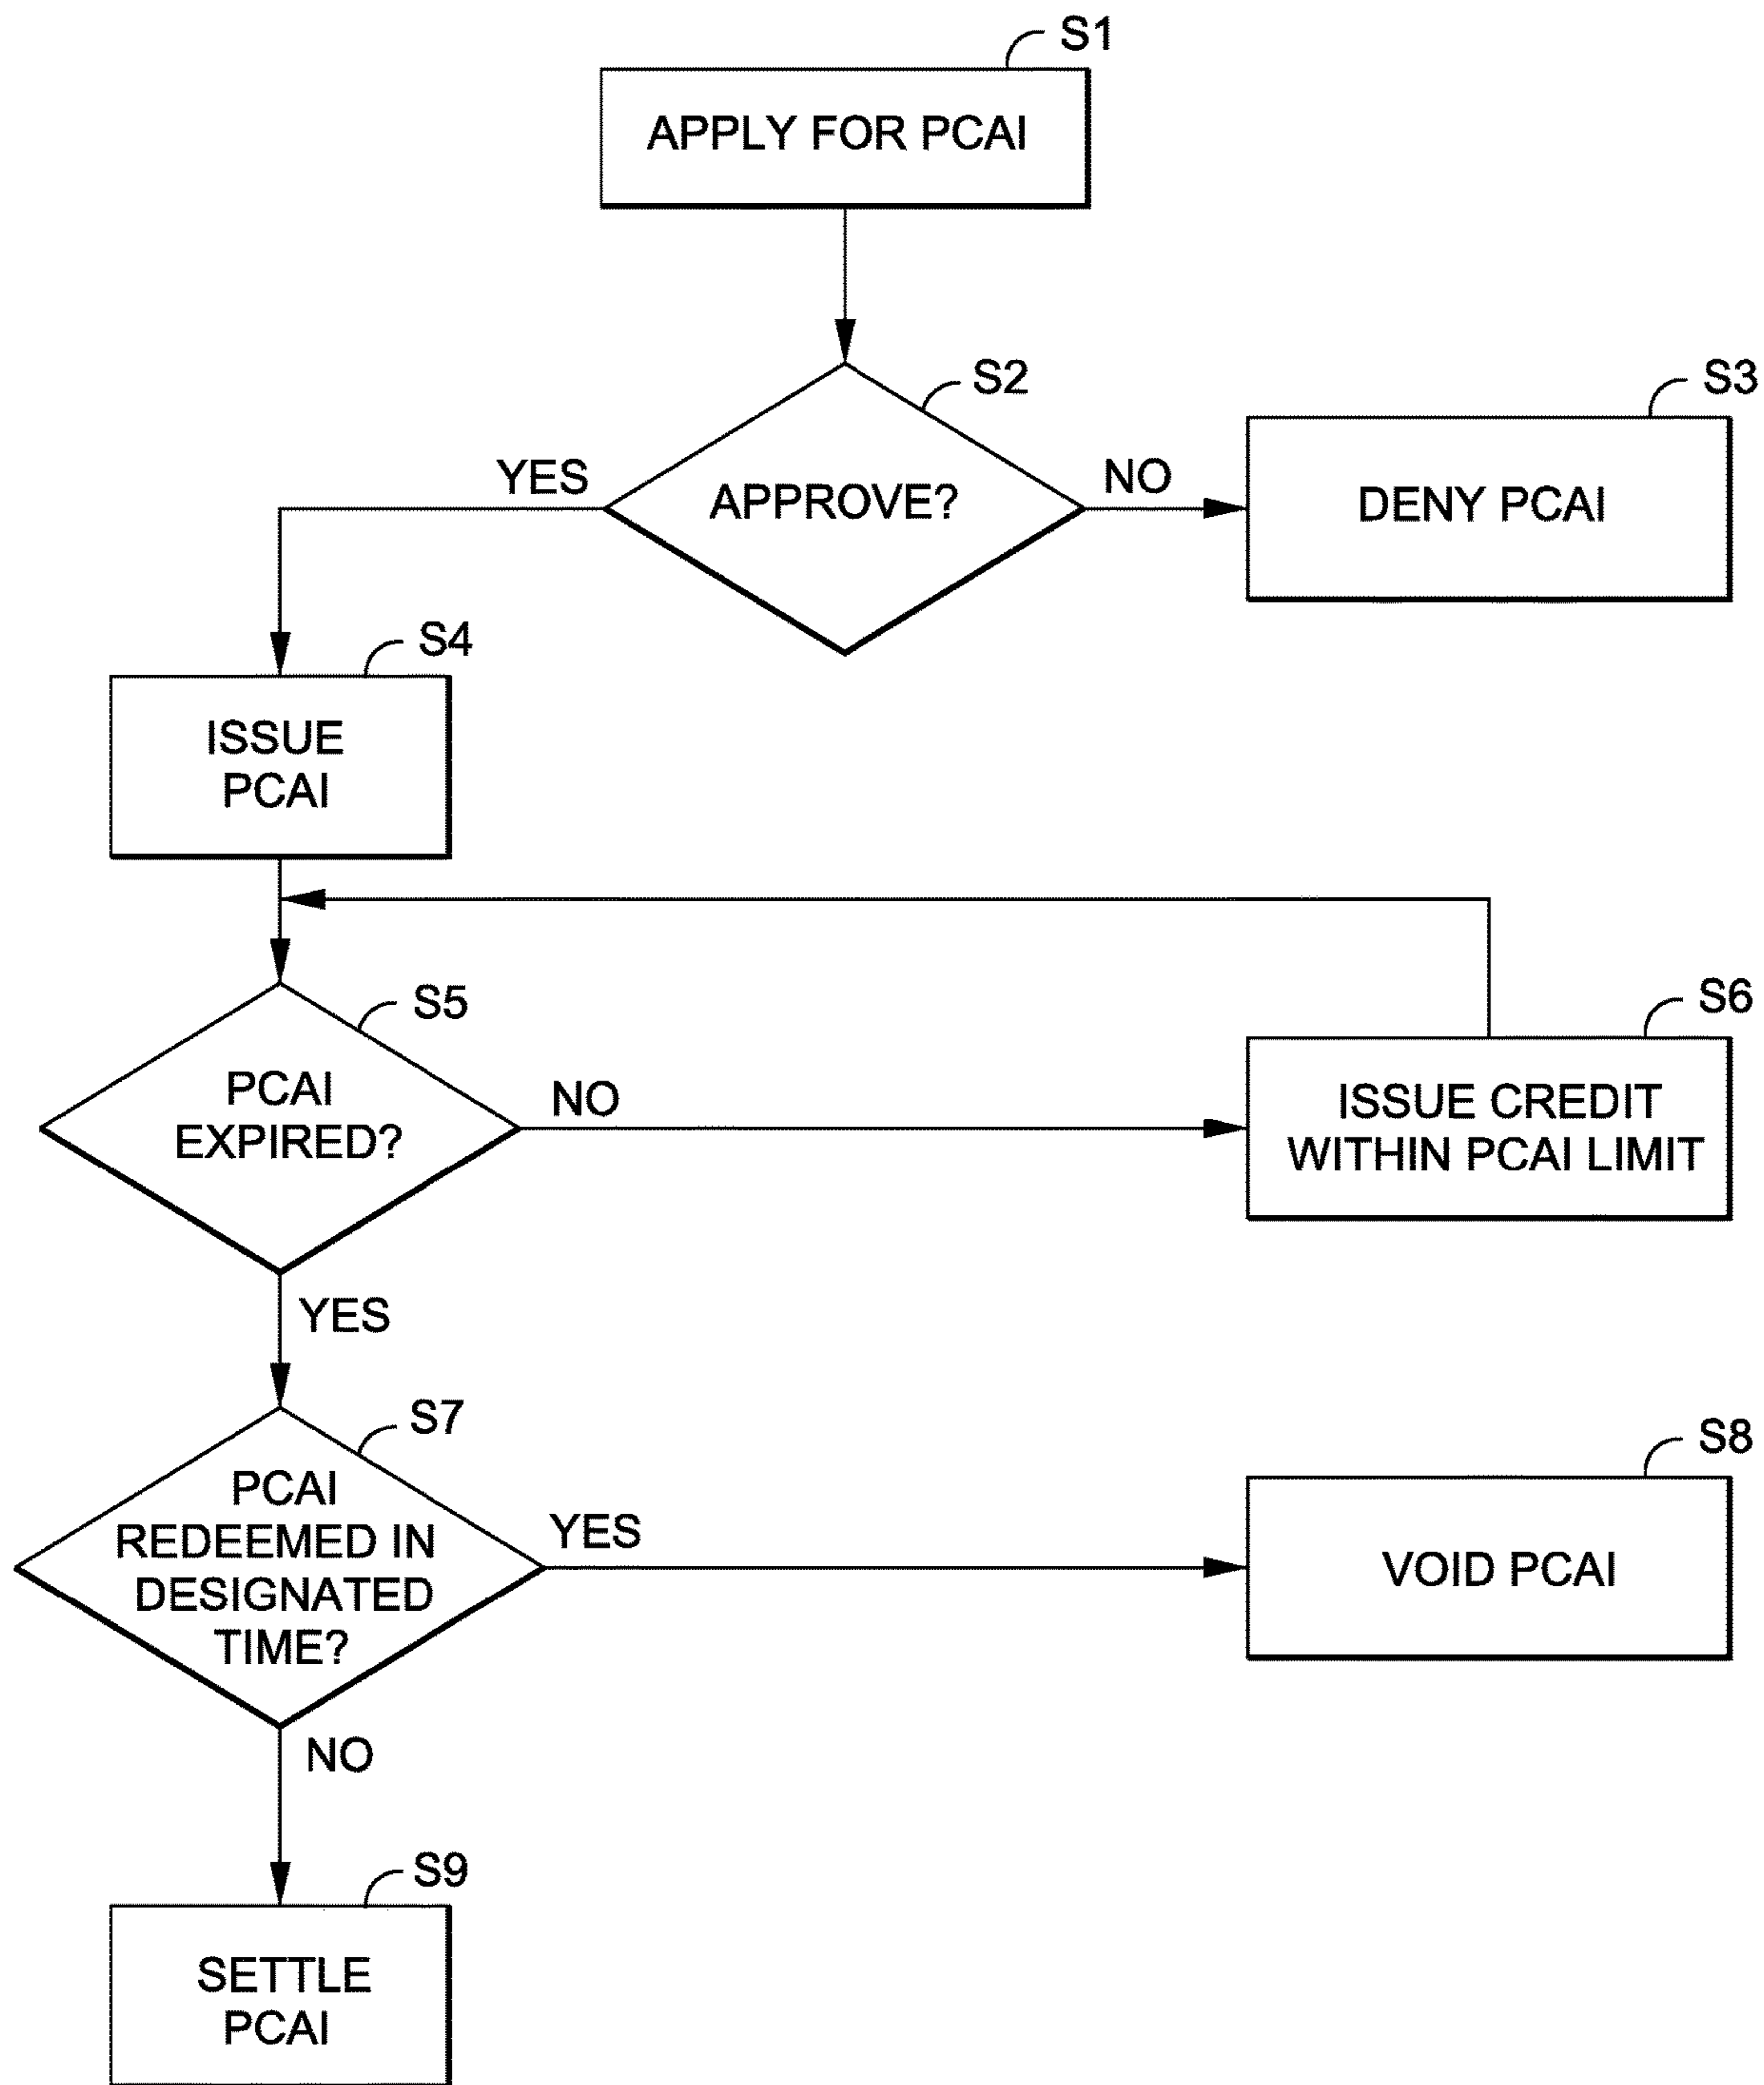 S1
APPLY FOR PCAI
S2
APPROVE?
YES
NO
S3
DENY PCAI
S4
ISSUE
PCAI
S5
PCAI
EXPIRED?
NO
S6
ISSUE CREDIT
WITHIN PCAI LIMIT
YES
S7
PCAI
REDEEMED IN
DESIGNATED
TIME?
YES
S8
VOID PCAI
NO
S9
SETTLE
PCAI